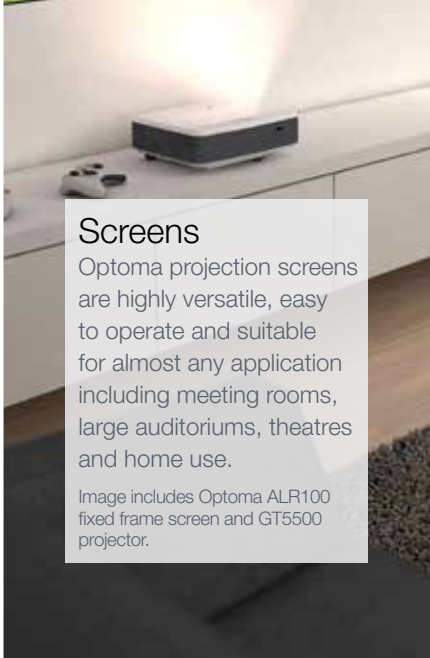 Screens
Optoma projection screens
are highly versatile, easy
to operate and suitable
for almost any application
including meeting rooms,
large auditoriums, theatres
and home use.
Image includes Optoma ALR100
fixed frame screen and GT5500
projector.